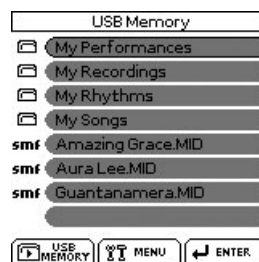 USB Memory
My Performances
My Recordings
My Rhythms
My Songs
smf Amazing Grace.MID
smf Aura Lee.MID
smf Guantanamera.MID
USB MEMORY MENU ENTER